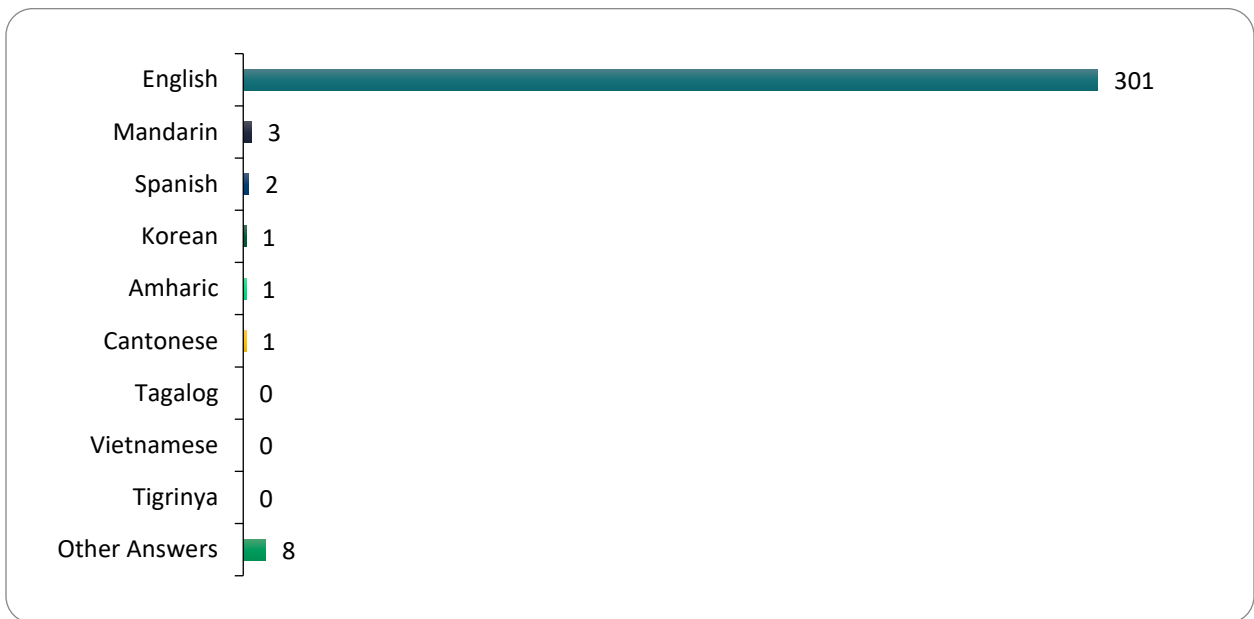 English 301
Mandarin 3
Spanish 2
Korean 1
Amharic 1
Cantonese 1
Tagalog 0
Vietnamese 0
Tigrinya 0
Other Answers 8